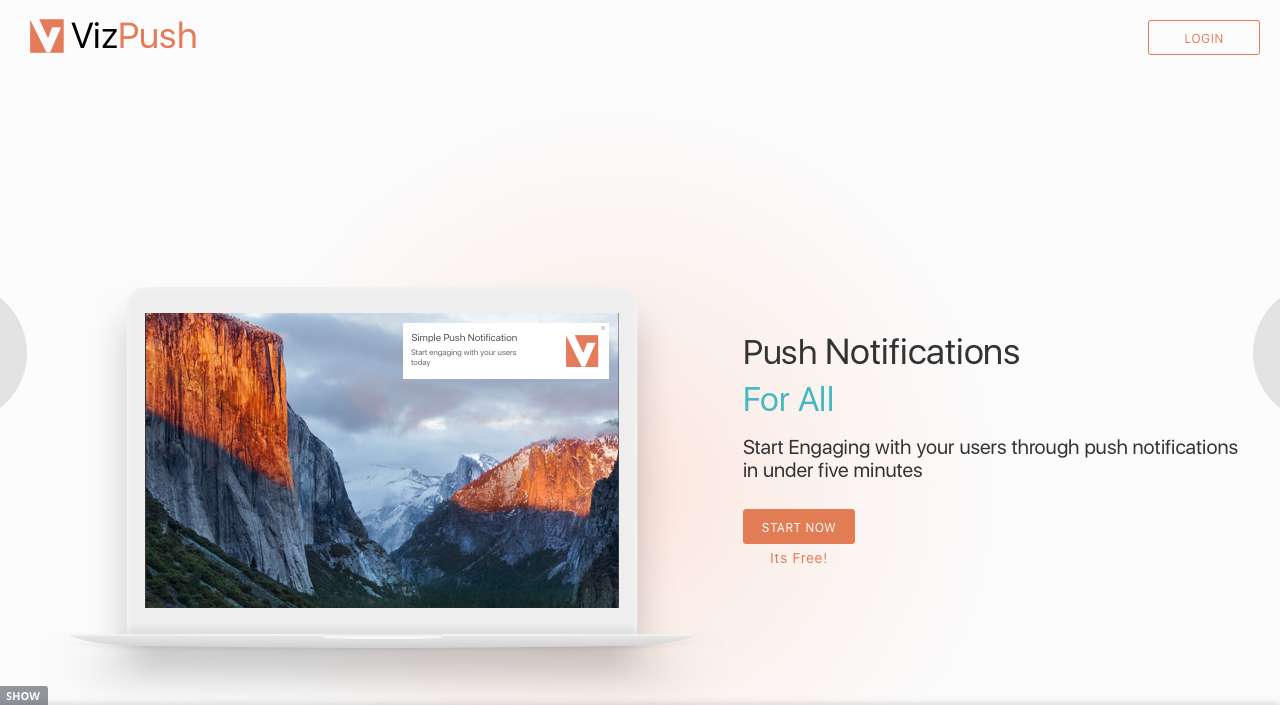 VizPush
LOGIN
Simple Push Notification
Start engaging with your users
today
Push Notifications
For All
Start Engaging with your users through push notifications
in under five minutes
START NOW
Its Free!
SHOW